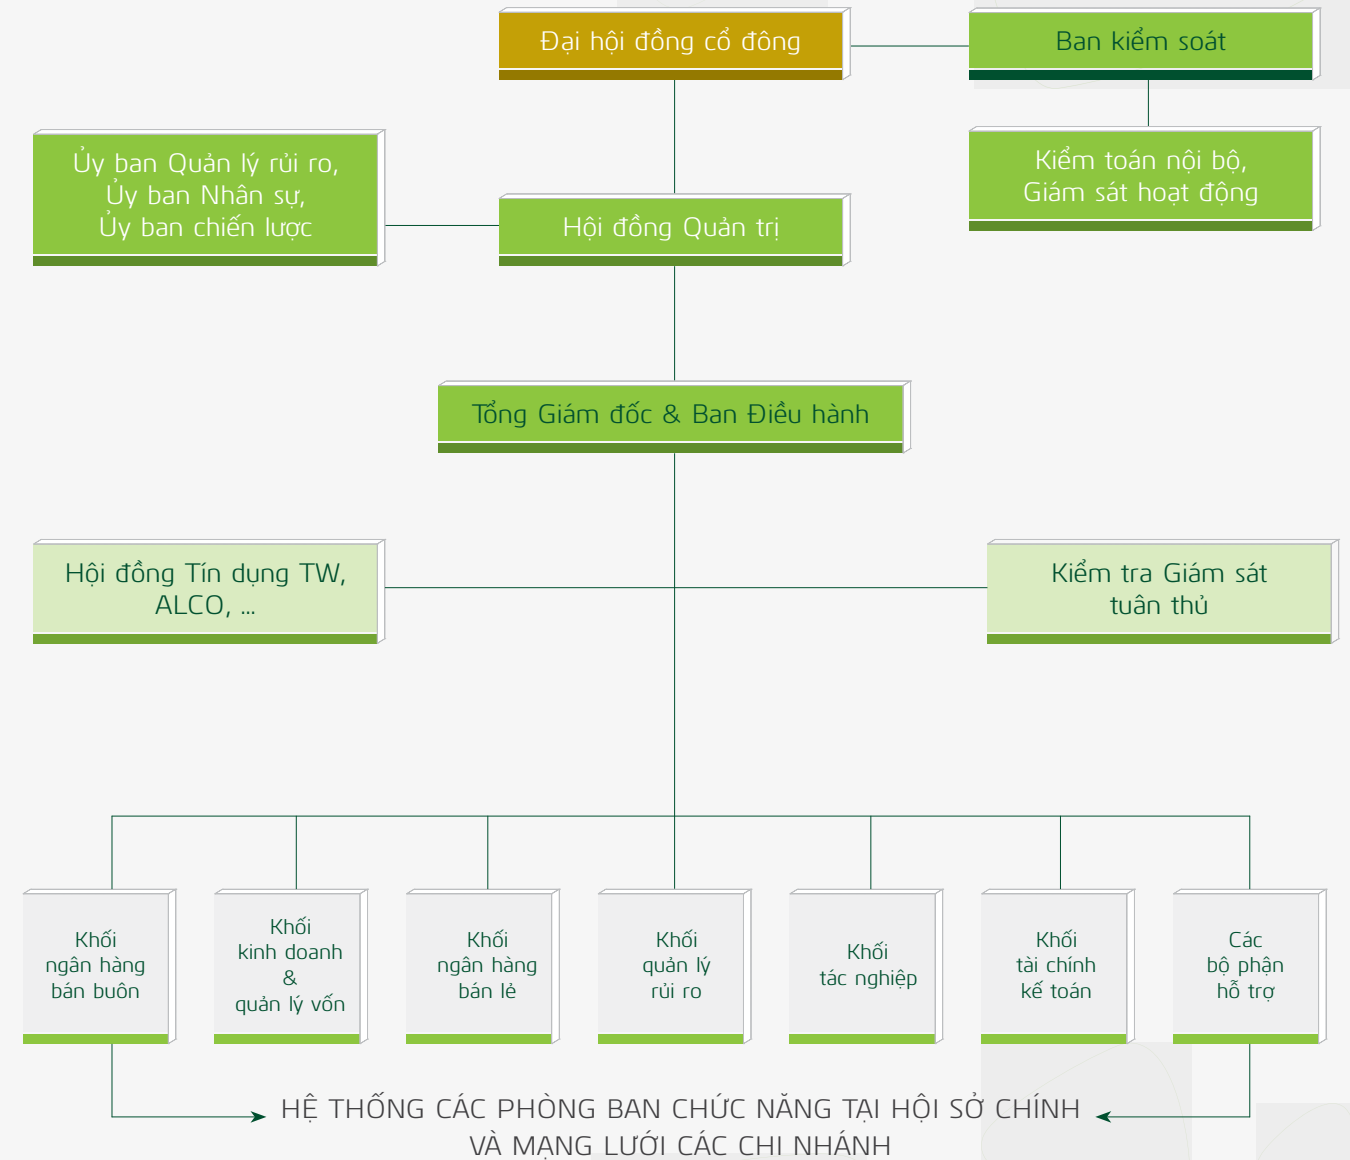 Đại hội đồng cổ đông
Ban kiểm soát
Ủy ban Quản lý rủi ro,
Ủy ban Nhân sự,
Ủy ban chiến lược
Kiểm toán nội bộ,
Giám sát hoạt động
Hội đồng Quản trị
Tổng Giám đốc & Ban Điều hành
Hội đồng Tín dụng TW,
ALCO, ...
Kiểm tra Giám sát
tuân thủ
Khối
ngân hàng
bán buôn
Khối
kinh doanh
&
quản lý vốn
Khối
ngân hàng
bán lẻ
Khối
quản lý
rủi ro
Khối
tác nghiệp
Khối
tài chính
kế toán
Các
bộ phận
hỗ trợ
HỆ THỐNG CÁC PHÒNG BAN CHỨC NĂNG TẠI HỘI SỞ CHÍNH
VÀ MẠNG LƯỚI CÁC CHI NHÁNH